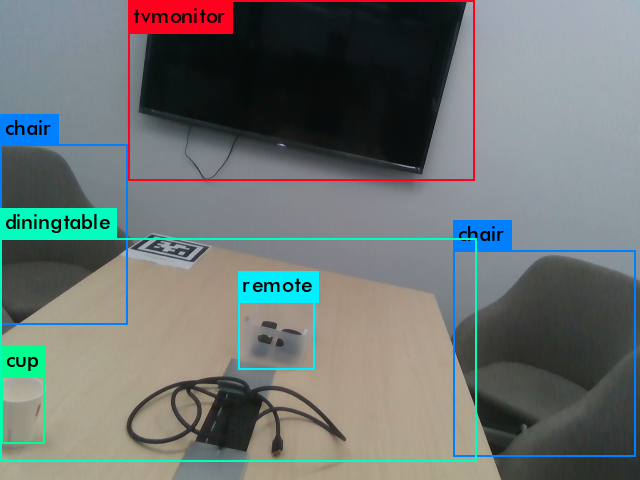 tvmonitor
chair
diningtable
chair
remote
cup